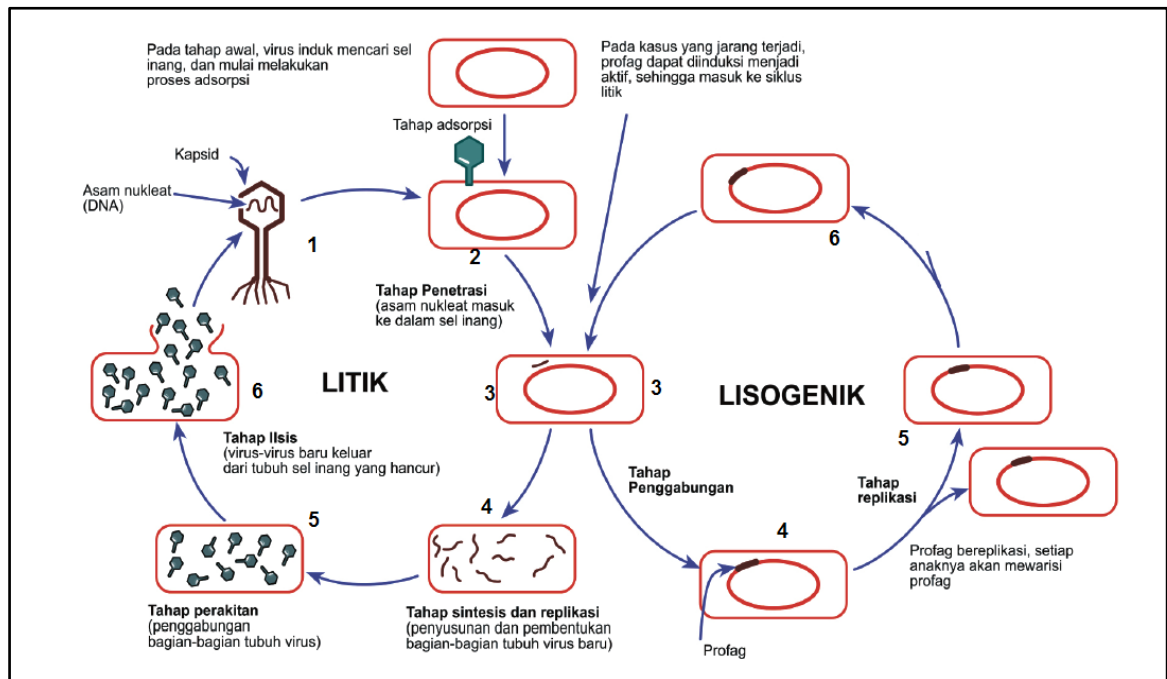 Pada tahap awal, virus induk mencari sel
inang, dan mulai melakukan
proses adsorpsi
Pada kasus yang jarang terjadi,
profag dapat diinduksi menjadi
aktif, sehingga masuk ke siklus
litik
Tahap adsorpsi
Kapsid
Asam nukleat
(DNA)
1
2
6
Tahap Penetrasi
(asam nukleat masuk
ke dalam sel inang)
LITIK
3
3
LISOGENIK
6
5
Tahap lIsis
(virus-virus baru keluar
dari tubuh sel inang yang hancur)
Tahap
Penggabungan
Tahap
replikasi
5
4
4
Profag bereplikasi, setiap
anaknya akan mewarisi
profag
Tahap perakitan
(penggabungan
bagian-bagian tubuh virus)
Tahap sintesis dan replikasi
(penyusunan dan pembentukan
bagian-bagian tubuh virus baru)
Profag